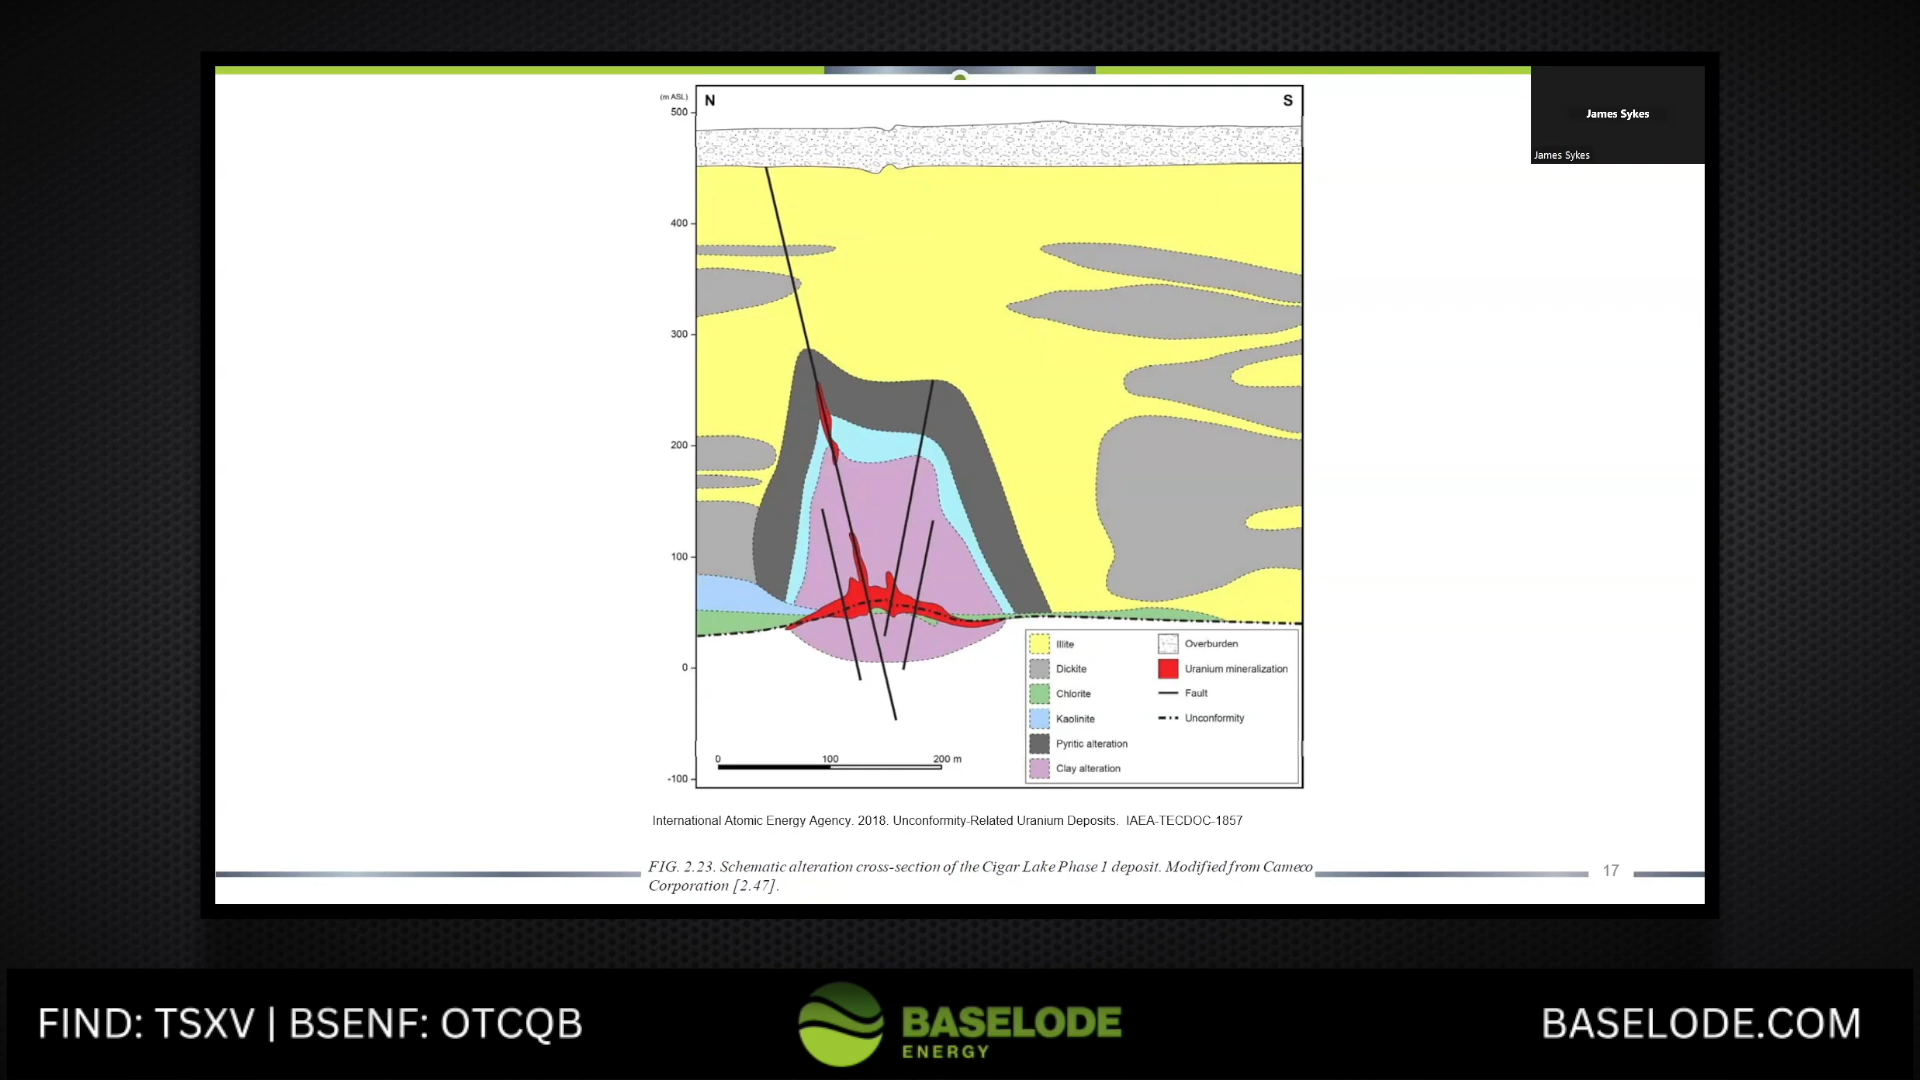 (m ASL)
N
S
500
400
300
200
100
0
-100
0
100
200 m
Illite
Dickite
Chlorite
Kaolinite
Pyritic alteration
Clay alteration
Overburden
Uranium mineralization
Fault
Unconformity
James Sykes
James Sykes
International Atomic Energy Agency. 2018. Unconformity-Related Uranium Deposits. IAEA-TECDOC-1857
FIG. 2.23. Schematic alteration cross-section of the Cigar Lake Phase 1 deposit. Modified from Cameco
Corporation [2.47].
17
FIND: TSXV | BSENF: OTCQB
BASELODE
ENERGY
BASELODE.COM